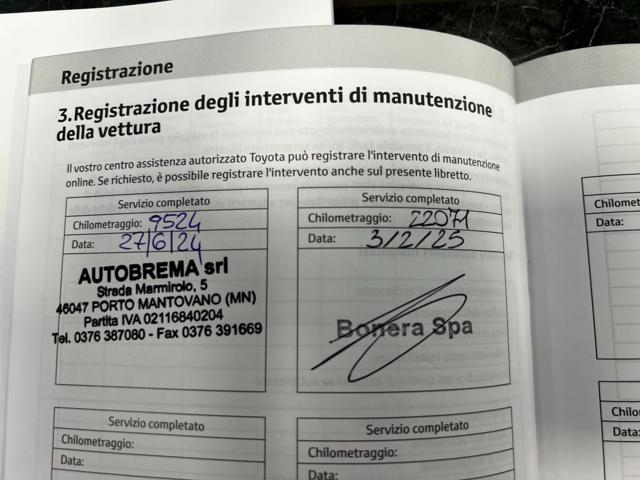 Registrazione
3.Registrazione degli interventi di manutenzione
della vettura
Il vostro centro assistenza autorizzato Toyota può registrare l'intervento di manutenzione
online. Se richiesto, è possibile registrare l'intervento anche sul presente libretto.
Servizio completato
Chilometraggio: 9524
Data: 27/6/24
AUTOBREMA srl
Strada Marmirolo, 5
46047 PORTO MANTOVANO (MN)
Partita IVA 02116840204
Tel. 0376 387080 - Fax 0376 391669
Servizio completato
Chilometraggio: 22071
Data: 3/2/25
Bonera Spa
Servizio completato
Chilometraggio:
Data:
Servizio completato
Chilometraggio:
Data:
Chilomet
Data:
Chilo
Data: